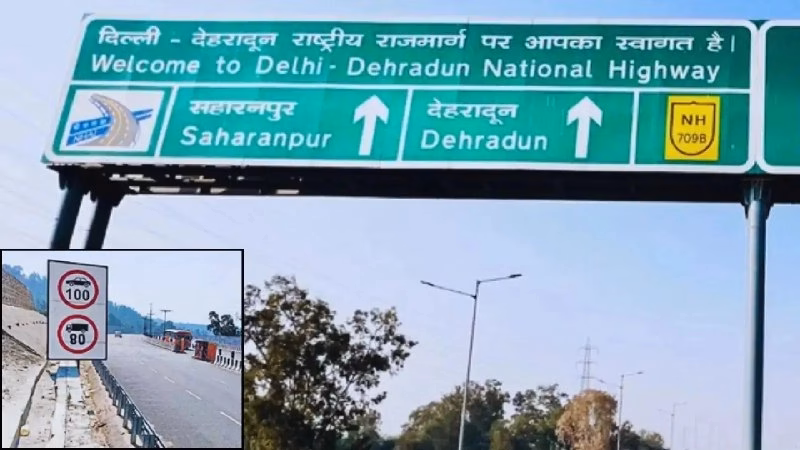 दिल्ली - देहरादून राष्ट्रीय राजमार्ग पर आपका स्वागत है।
Welcome to Delhi - Dehradun National Highway
सहारनपुर
Saharanpur
देहरादून
Dehradun
NH
709B
100
80